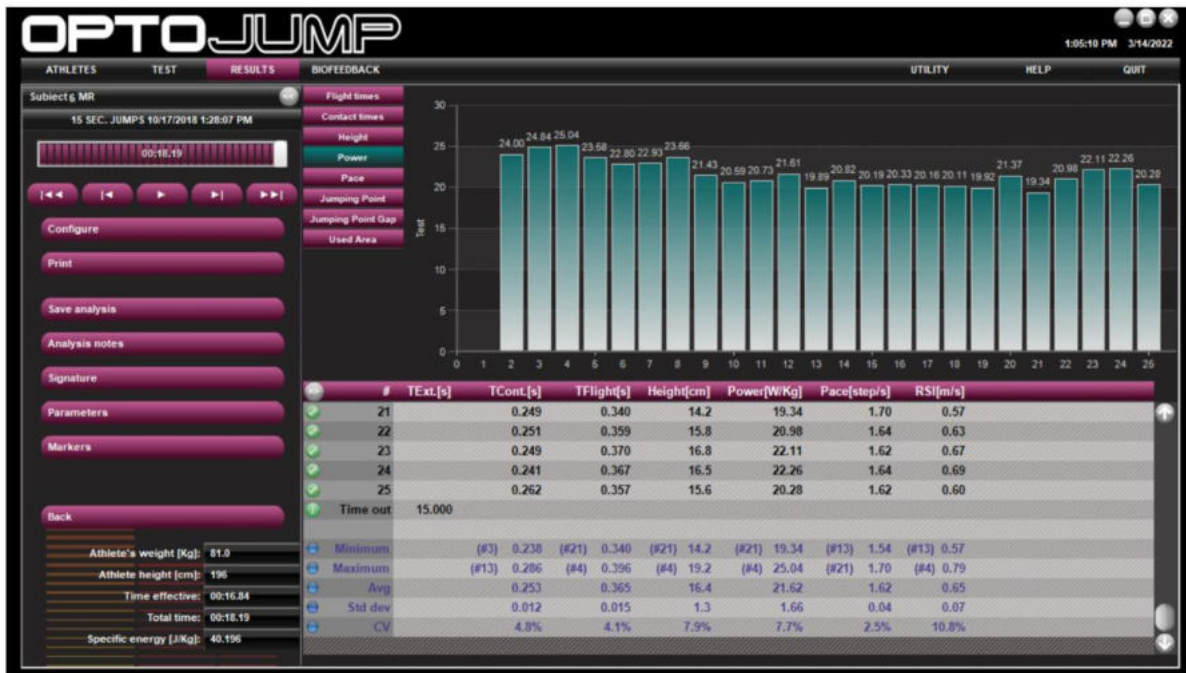 OPTOJUMP
1:05:10 PM 3/14/2022
ATHLETES TEST RESULTS BIOFEEDBACK UTILITY HELP QUIT
Subject6 MR
15 SEC. JUMPS 10/17/2018 1:28:07 PM
00:18.19
Configure
Print
Save analysis
Analysis notes
Signature
Parameters
Markers
Back
Athlete's weight [Kg]: 81.0
Athlete height [cm]: 196
Time effective: 00:16.84
Total time: 00:18.19
Specific energy [J/Kg]: 40.196
Flight times
Contact times
Height
Power
Pace
Jumping Point
Jumping Point Gap
Used Area
Test
30
25
20
15
10
5
0
24.00 24.84 25.04 23.58 22.80 22.93 23.66 21.43 20.59 20.73 21.61 19.89 20.82 20.19 20.33 20.16 20.11 19.92 21.37 19.34 20.98 22.11 22.26 20.28
0 1 2 3 4 5 6 7 8 9 10 11 12 13 14 15 16 17 18 19 20 21 22 23 24 25
# TExt.[s] TCont.[s] TFlight[s] Height[cm] Power[W/Kg] Pace[step/s] RSI[m/s]
21 0.249 0.340 14.2 19.34 1.70 0.57
22 0.251 0.359 15.8 20.98 1.64 0.63
23 0.249 0.370 16.8 22.11 1.62 0.67
24 0.241 0.367 16.5 22.26 1.64 0.69
25 0.262 0.357 15.6 20.28 1.62 0.60
Time out 15.000
Minimum (#3) 0.238 (#21) 0.340 (#21) 14.2 (#21) 19.34 (#13) 1.54 (#13) 0.57
Maximum (#13) 0.286 (#4) 0.396 (#4) 19.2 (#4) 25.04 (#21) 1.70 (#4) 0.79
Avg 0.253 0.365 16.4 21.62 1.62 0.65
Std dev 0.012 0.015 1.3 1.66 0.04 0.07
CV 4.8% 4.1% 7.9% 7.7% 2.5% 10.8%